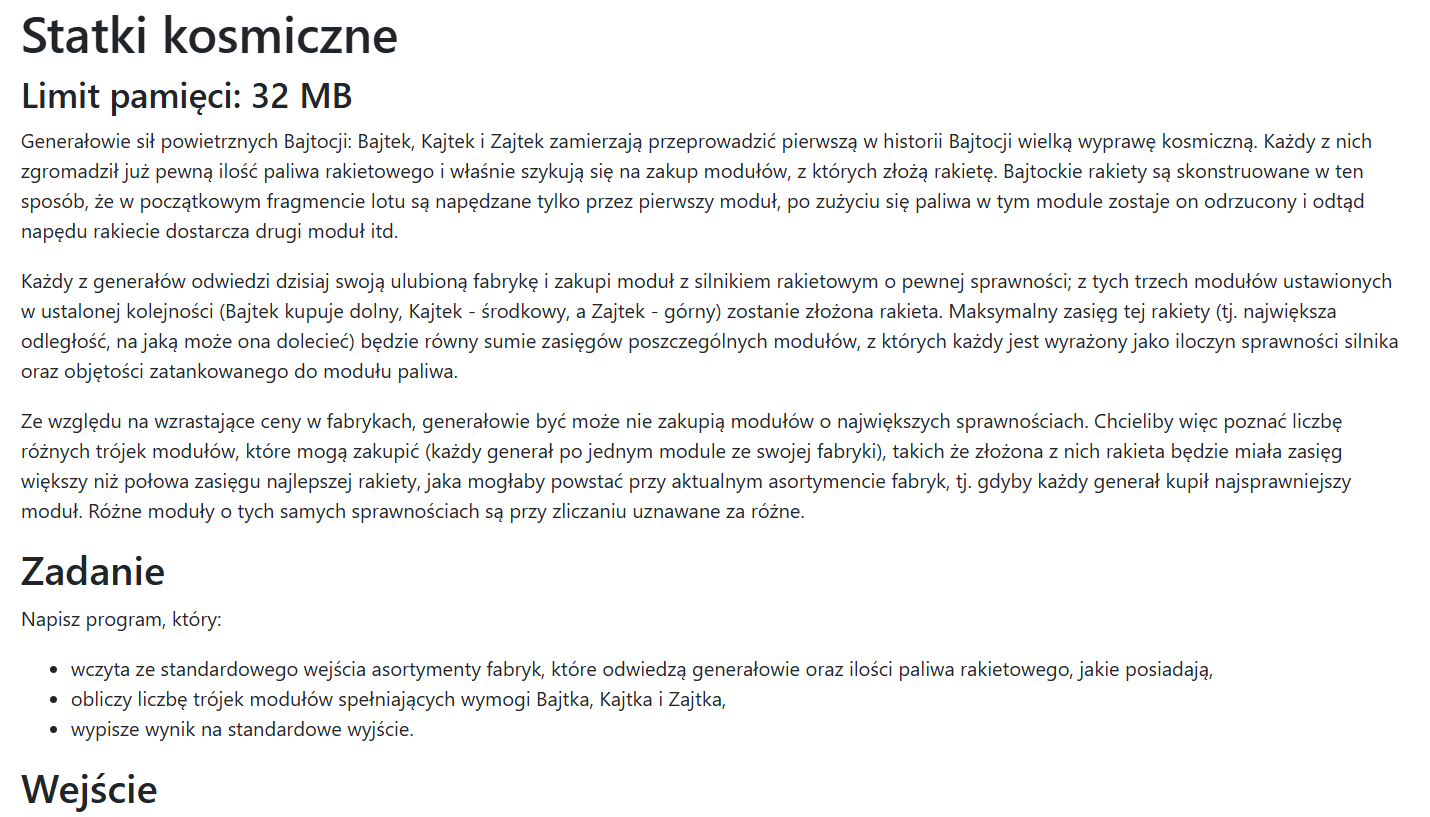 Statki kosmiczne
Limit pamięci: 32 MB
Generałowie sił powietrznych Bajtocji: Bajtek, Kajtek i Zajtek zamierzają przeprowadzić pierwszą w historii Bajtocji wielką wyprawę kosmiczną. Każdy z nich
zgromadził już pewną ilość paliwa rakietowego i właśnie szykują się na zakup modułów, z których złożą rakietę. Bajtockie rakiety są skonstruowane w ten
sposób, że w początkowym fragmencie lotu są napędzane tylko przez pierwszy moduł, po zużyciu się paliwa w tym module zostaje on odrzucony i odtąd
napędu rakiecie dostarcza drugi moduł itd.
Każdy z generałów odwiedzi dzisiaj swoją ulubioną fabrykę i zakupi moduł z silnikiem rakietowym o pewnej sprawności; z tych trzech modułów ustawionych
w ustalonej kolejności (Bajtek kupuje dolny, Kajtek - środkowy, a Zajtek - górny) zostanie złożona rakieta. Maksymalny zasięg tej rakiety (tj. największa
odległość, na jaką może ona dolecieć) będzie równy sumie zasięgów poszczególnych modułów, z których każdy jest wyrażony jako iloczyn sprawności silnika
oraz objętości zatankowanego do modułu paliwa.
Ze względu na wzrastające ceny w fabrykach, generałowie być może nie zakupią modułów o największych sprawnościach. Chcieliby więc poznać liczbę
różnych trójek modułów, które mogą zakupić (każdy generał po jednym module ze swojej fabryki), takich że złożona z nich rakieta będzie miała zasięg
większy niż połowa zasięgu najlepszej rakiety, jaka mogłaby powstać przy aktualnym asortymencie fabryk, tj. gdyby każdy generał kupił najsprawniejszy
moduł. Różne moduły o tych samych sprawnościach są przy zliczaniu uznawane za różne.
Zadanie
Napisz program, który:
• wczyta ze standardowego wejścia asortymenty fabryk, które odwiedzą generałowie oraz ilości paliwa rakietowego, jakie posiadają,
• obliczy liczbę trójek modułów spełniających wymogi Bajtka, Kajtka i Zajtka,
• wypisze wynik na standardowe wyjście.
Wejście